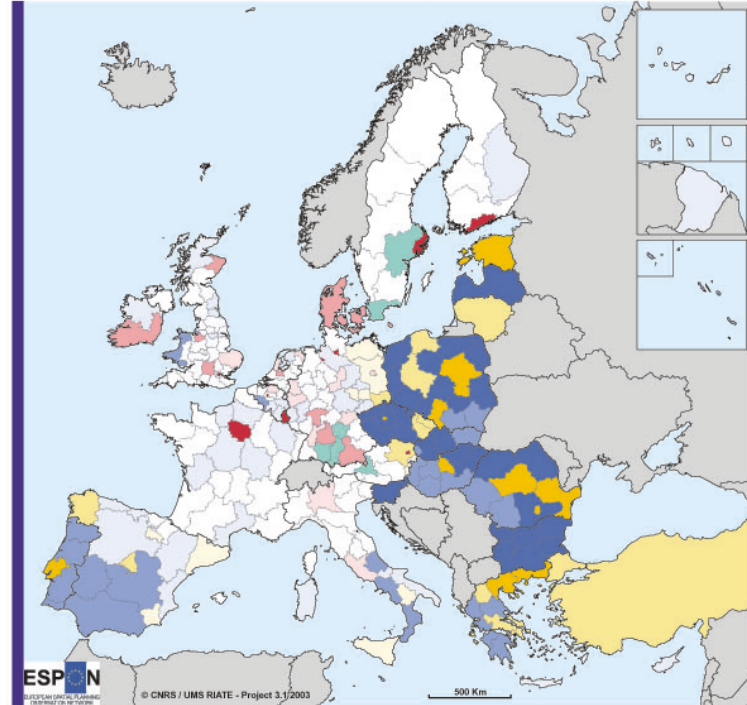 ESPON
EUROPEAN SPATIAL PLANNING
OBSERVATION NETWORK
© CNRS / UMS RIATE - Project 3.1/2003
500 Km